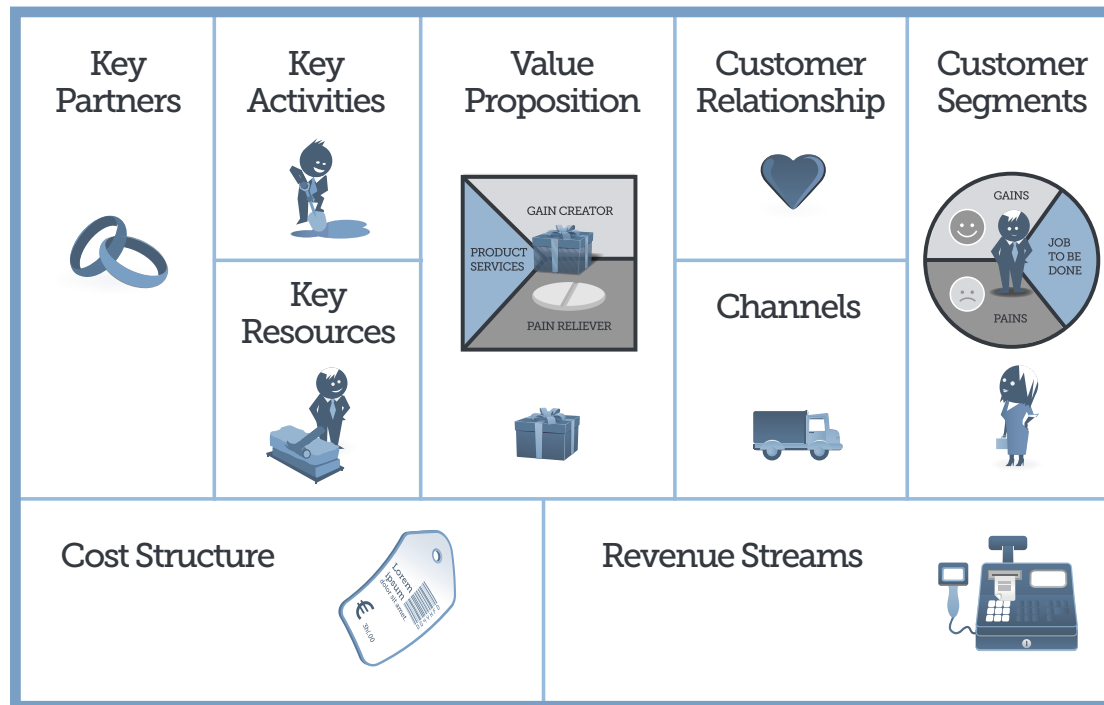 Key
Partners
Key
Activities
Key
Resources
Value
Proposition
GAIN CREATOR
PRODUCT
SERVICES
PAIN RELIEVER
Customer
Relationship
Channels
Customer
Segments
GAINS
JOB
TO BE
DONE
PAINS
Cost Structure
Lorem
ipsum
dolor sit amet
€
Revenue Streams